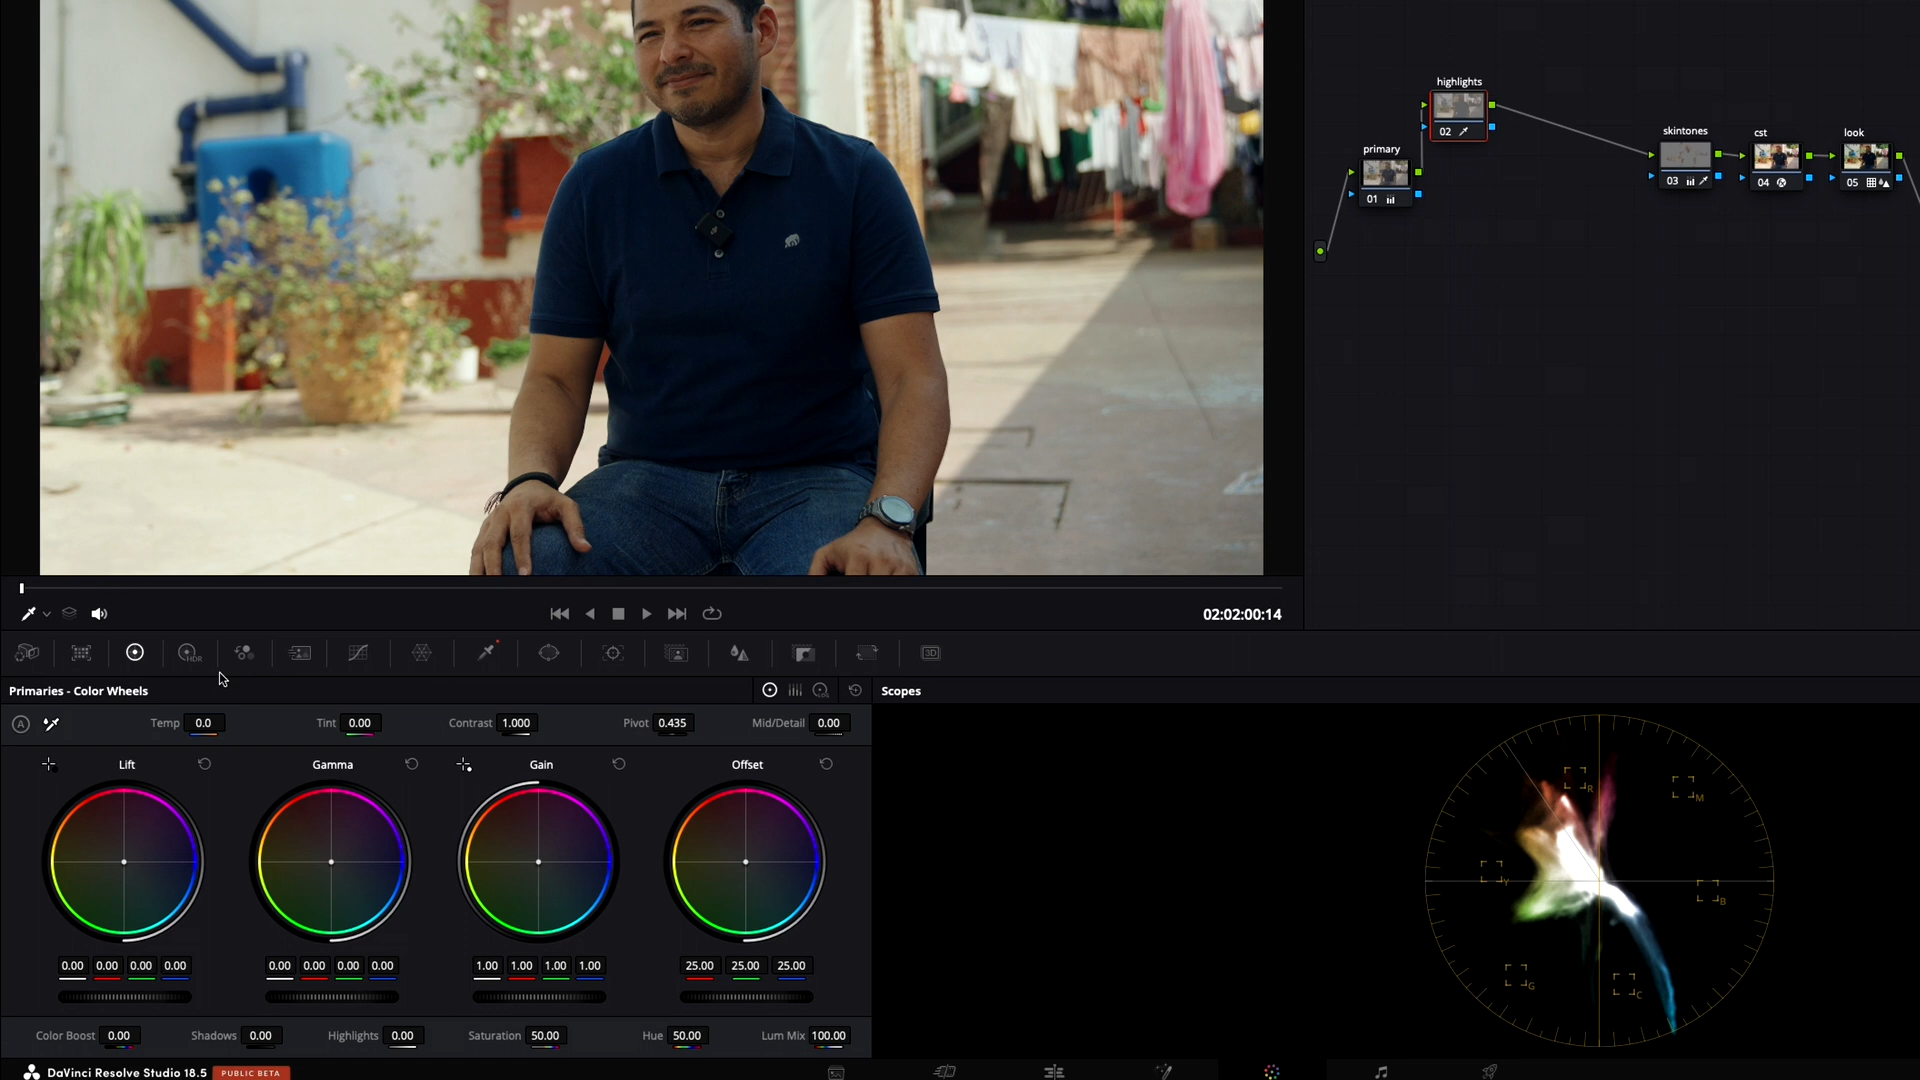 highlights
02
primary
01
skintones
03
cst
04
look
05
02:02:00:14
HDR
3D
Primaries - Color Wheels
LOG
Scopes
A
Temp 0.0
Tint 0.00
Contrast 1.000
Pivot 0.435
Mid/Detail 0.00
Lift
Gamma
Gain
Offset
0.00 0.00 0.00 0.00
0.00 0.00 0.00 0.00
1.00 1.00 1.00 1.00
25.00 25.00 25.00
R
M
Y
B
G
C
Color Boost 0.00
Shadows 0.00
Highlights 0.00
Saturation 50.00
Hue 50.00
Lum Mix 100.00
DaVinci Resolve Studio 18.5
PUBLIC BETA